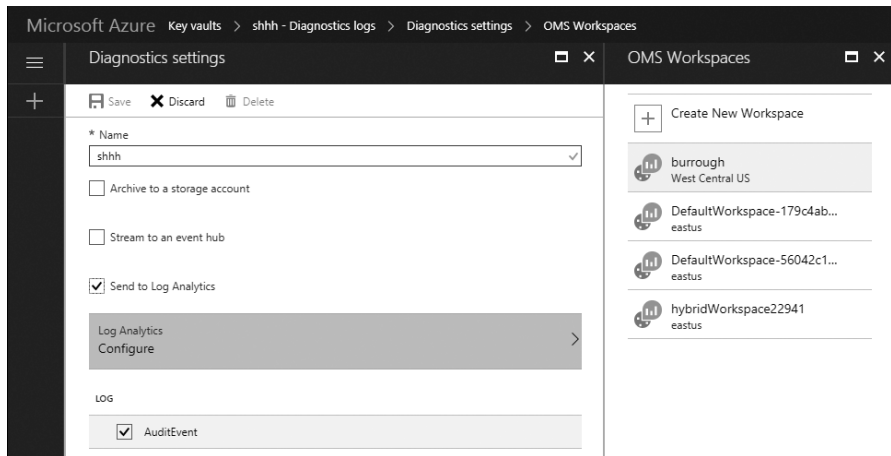 Microsoft Azure Key vaults > shhh - Diagnostics logs > Diagnostics settings > OMS Workspaces
Diagnostics settings
Save Discard Delete
* Name
shhh
Archive to a storage account
Stream to an event hub
Send to Log Analytics
Log Analytics
Configure
LOG
AuditEvent
OMS Workspaces
Create New Workspace
burrough
West Central US
DefaultWorkspace-179c4ab...
eastus
DefaultWorkspace-56042c1...
eastus
hybridWorkspace22941
eastus